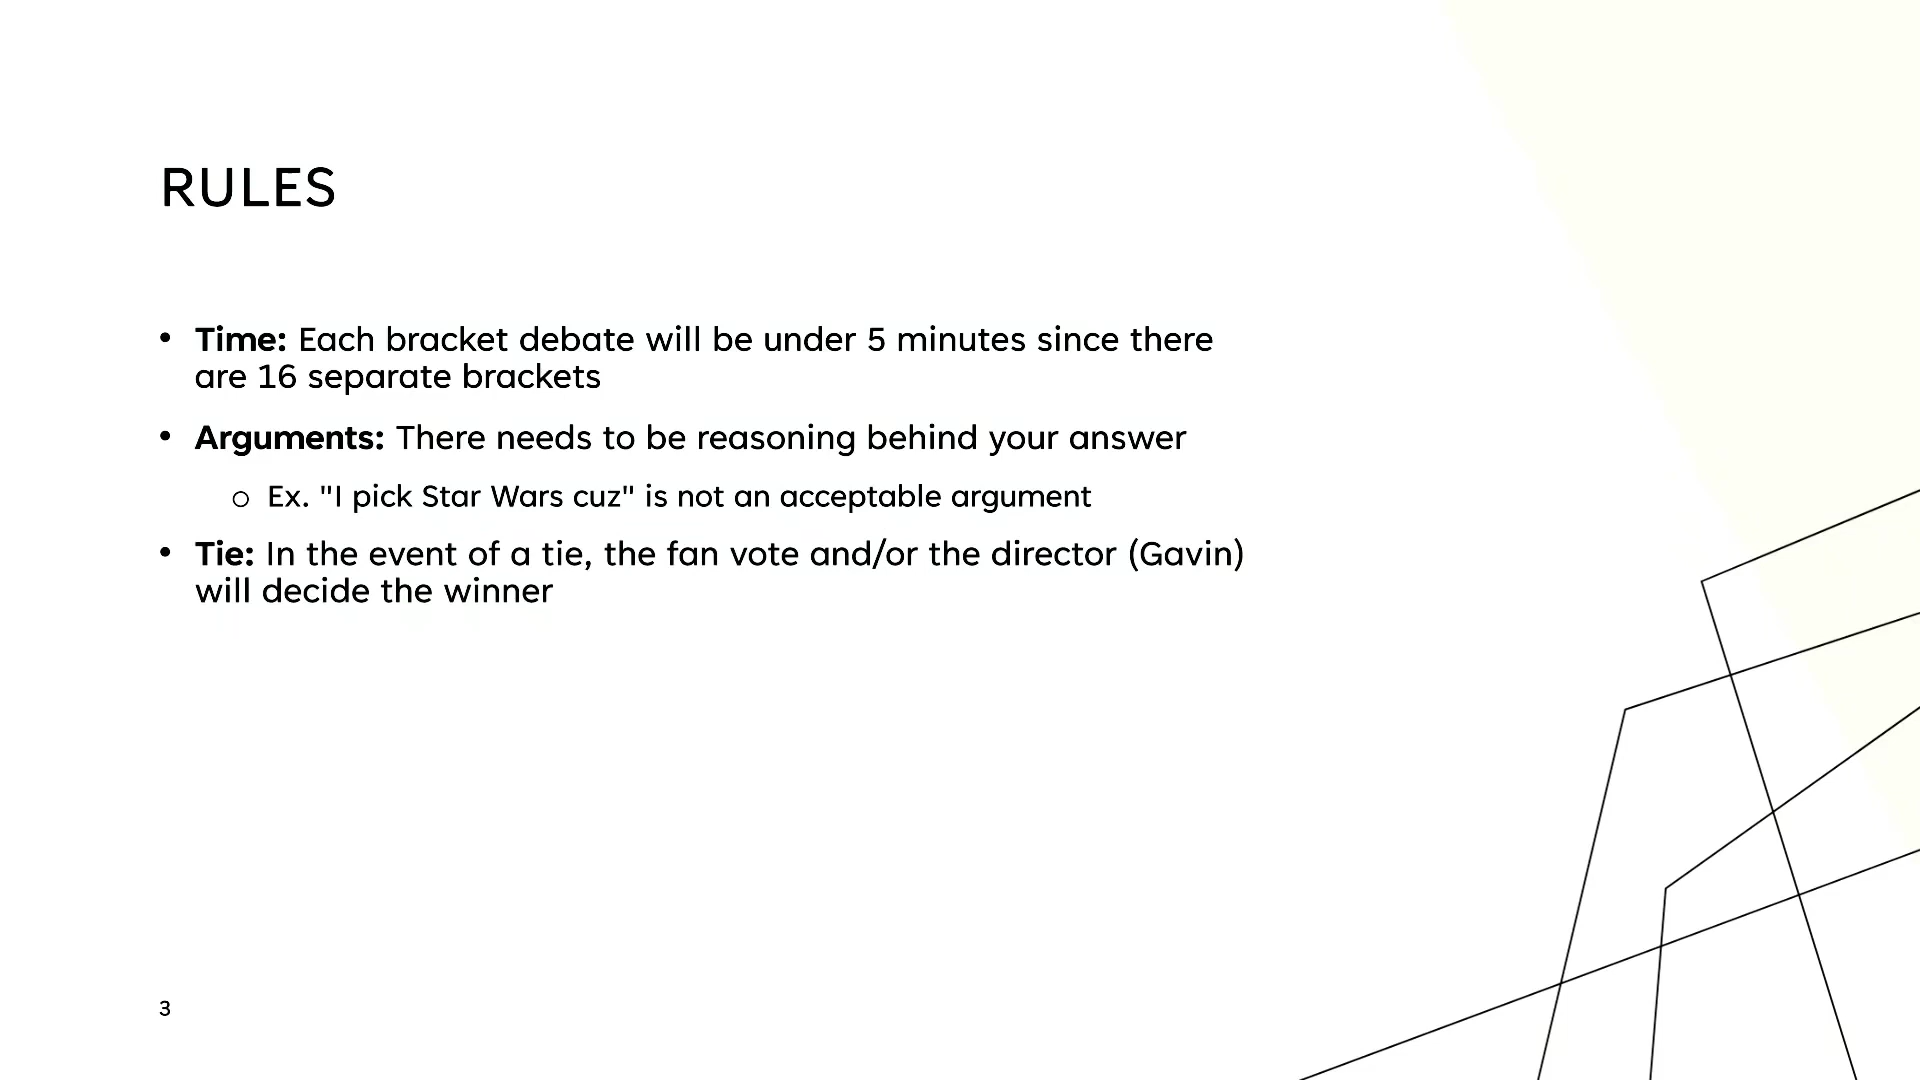 RULES
• Time: Each bracket debate will be under 5 minutes since there
are 16 separate brackets
• Arguments: There needs to be reasoning behind your answer
o Ex. "I pick Star Wars cuz" is not an acceptable argument
• Tie: In the event of a tie, the fan vote and/or the director (Gavin)
will decide the winner
3